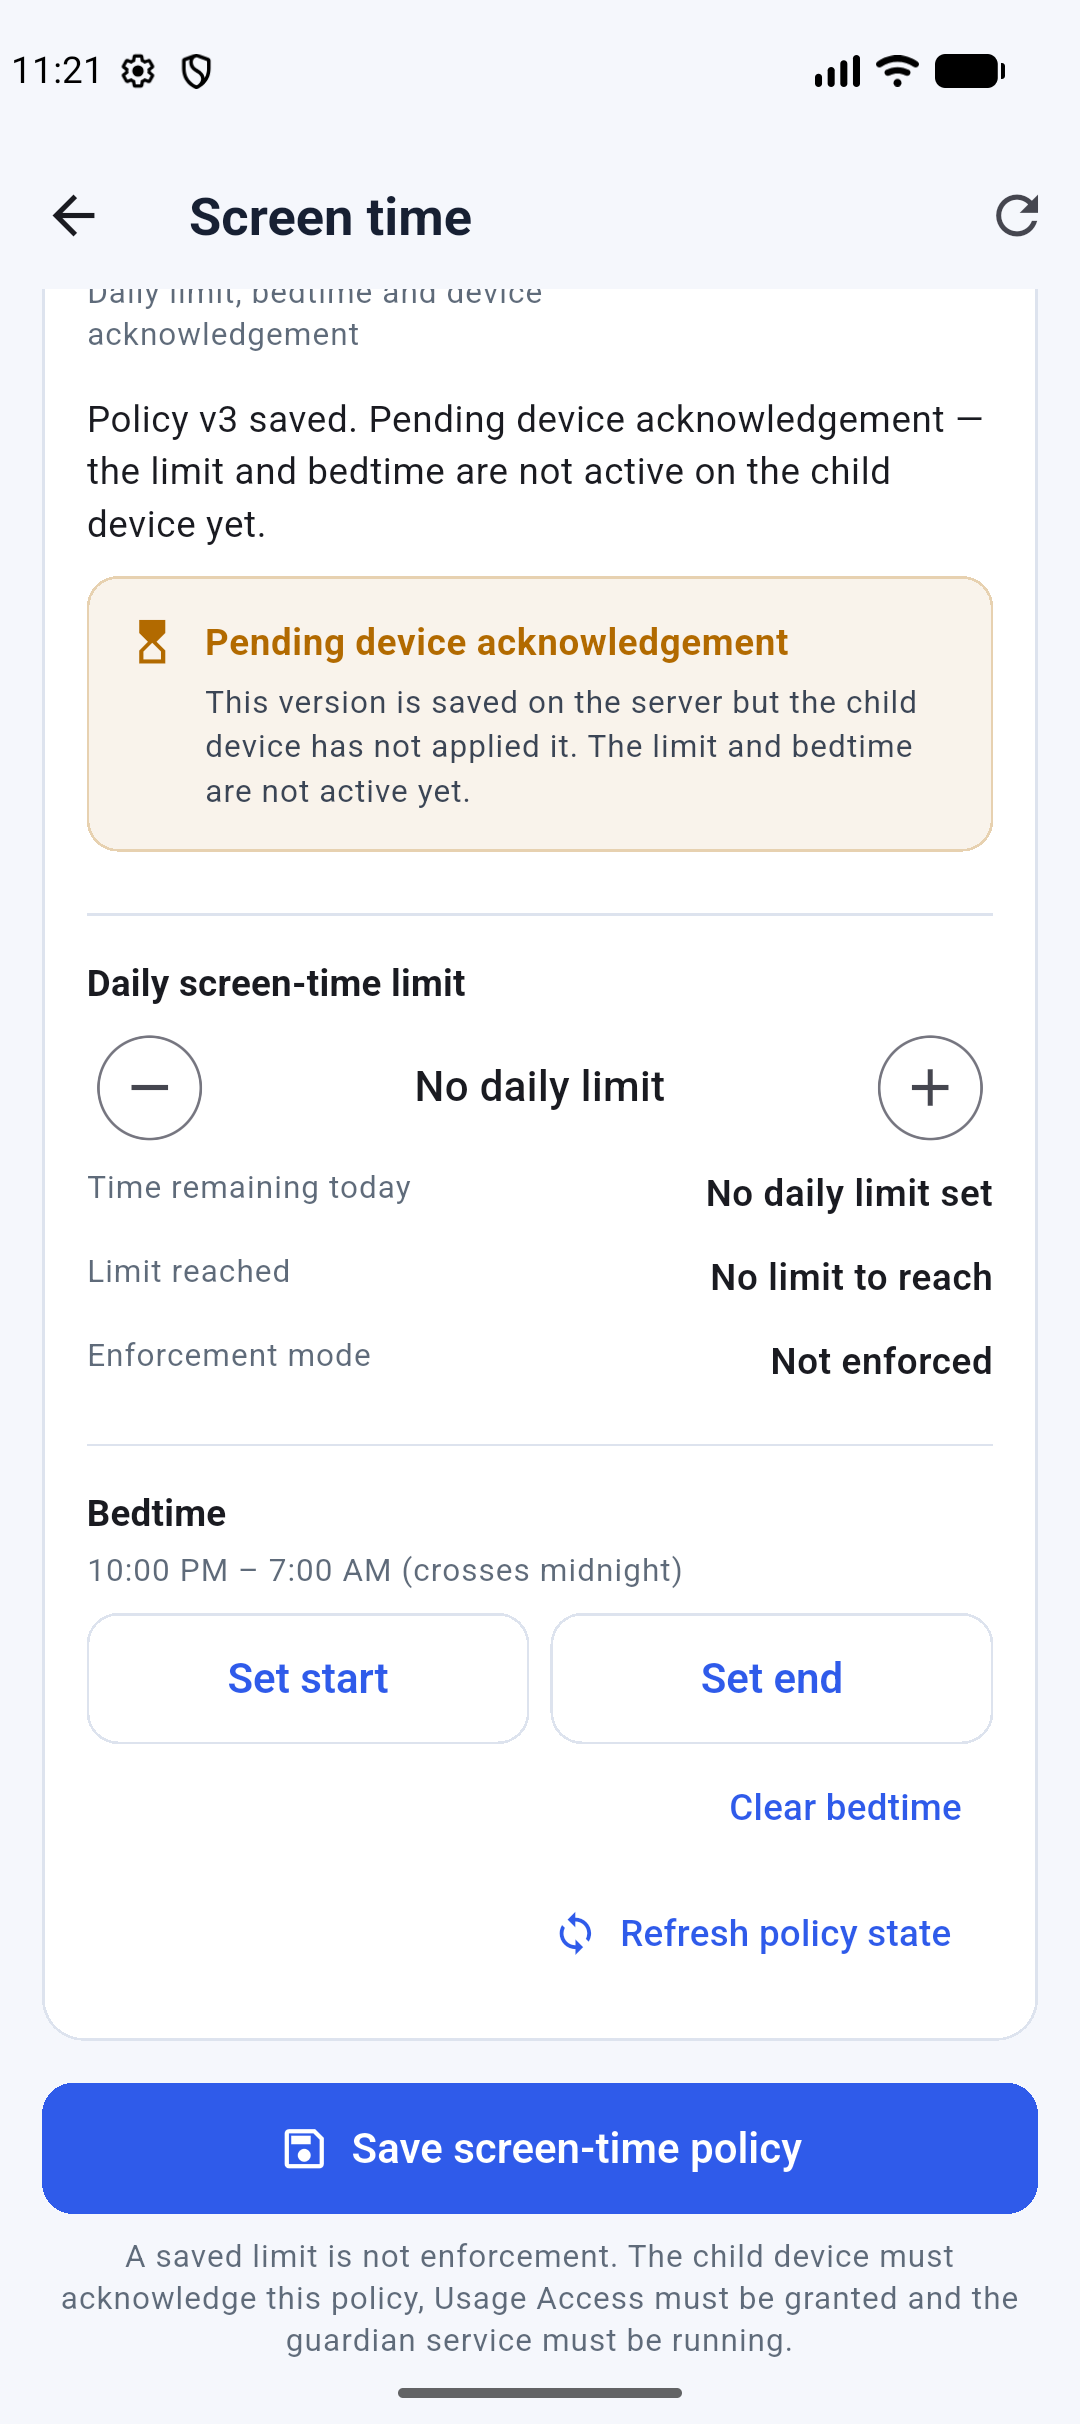 11:21
Screen time
Daily limit, bedtime and device
acknowledgement
Policy v3 saved. Pending device acknowledgement —
the limit and bedtime are not active on the child
device yet.
Pending device acknowledgement
This version is saved on the server but the child
device has not applied it. The limit and bedtime
are not active yet.
Daily screen-time limit
No daily limit
Time remaining today
No daily limit set
Limit reached
No limit to reach
Enforcement mode
Not enforced
Bedtime
10:00 PM – 7:00 AM (crosses midnight)
Set start
Set end
Clear bedtime
Refresh policy state
Save screen-time policy
A saved limit is not enforcement. The child device must
acknowledge this policy, Usage Access must be granted and the
guardian service must be running.